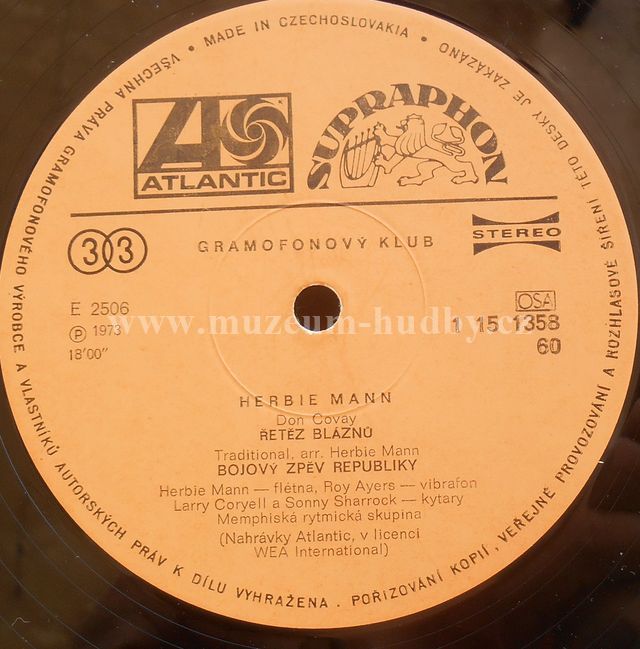 MADE IN CZECHOSLOVAKIA •
VŠECHNA PRÁVA GRAMOFONOVÉHO VÝROBCE A VLASTNÍKŮ AUTORSKÝCH PRÁV K DÍLU VYHRAŽENA . POŘIZOVÁNÍ KOPIÍ, VEŘEJNÉ PROVOZOVÁNÍ A ROZHLASOVÉ ŠÍŘENÍ TÉTO DESKY JE ZAKÁZÁNO
ATLANTIC
SUPRAPHON
33
GRAMOFONOVÝ KLUB
STEREO
E 2506
OSA
℗ 1973
1 15 1358
18'00"
60
www.muzeum-hudby.cz
HERBIE MANN
Don Covay
ŘETĚZ BLÁZNŮ
Traditional, arr. Herbie Mann
BOJOVÝ ZPĚV REPUBLIKY
Herbie Mann — flétna, Roy Ayers — vibrafon
Larry Coryell a Sonny Sharrock — kytary
Memphiská rytmická skupina
(Nahrávky Atlantic, v licenci
WEA International)